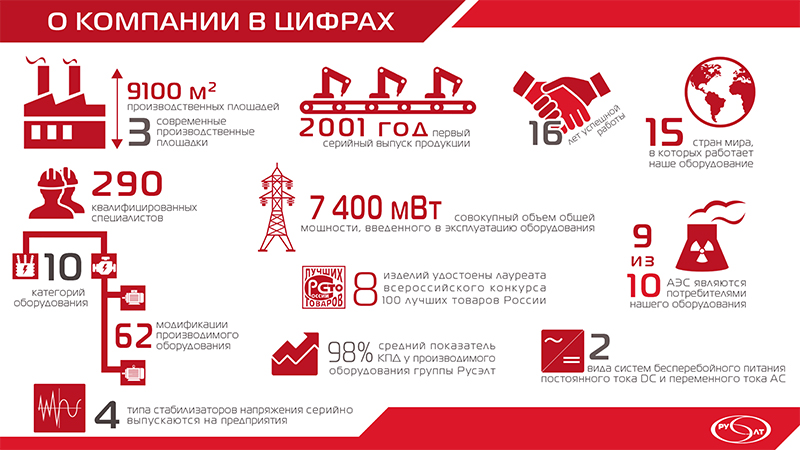 О КОМПАНИИ В ЦИФРАХ
9100 м²
производственных площадей
3 современные
производственные
площадки
2001 год первый
серийный выпуск продукции
16 лет успешной
работы
15 стран мира,
в которых работает
наше оборудование
290
квалифицированных
специалистов
7 400 мВт совокупный объем общей
мощности, введенного в эксплуатацию оборудования
9
из
10 АЭС являются
потребителями
нашего оборудования
10
категорий
оборудования
62 модификации
производимого
оборудования
ЛУЧШИХ
РСТО
РОССИИ
ТОВАРОВ
8 изделий удостоены лауреата
всероссийского конкурса
100 лучших товаров России
98% средний показатель
КПД у производимого
оборудования группы Русэлт
2
вида систем бесперебойного питания
постоянного тока DC и переменного тока AC
4 типа стабилизаторов напряжения серийно
выпускаются на предприятия
РУ ЛТ